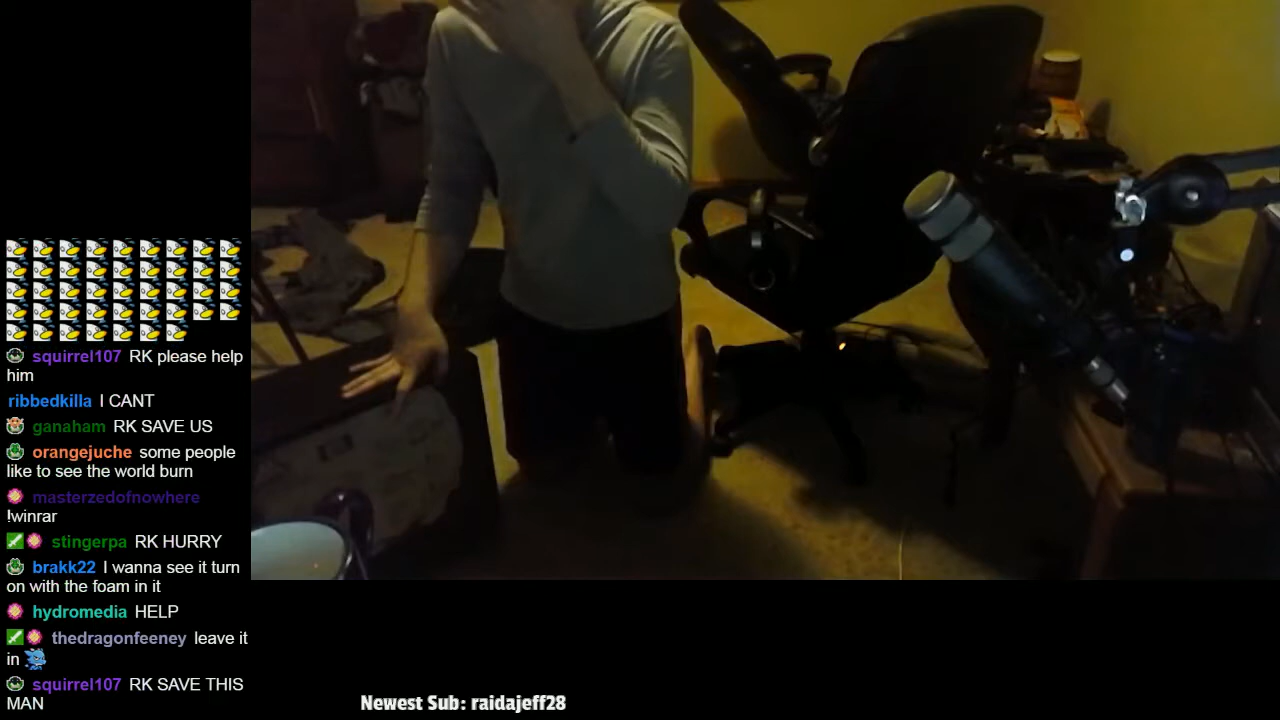 squirrel107 RK please help
him
ribbedkilla I CANT
ganaham RK SAVE US
orangejuche some people
like to see the world burn
masterzedofnowhere
!winrar
stingerpa RK HURRY
brakk22 I wanna see it turn
on with the foam in it
hydromedia HELP
thedragonfeeney leave it
in
squirrel107 RK SAVE THIS
MAN
Newest Sub: raidajeff28